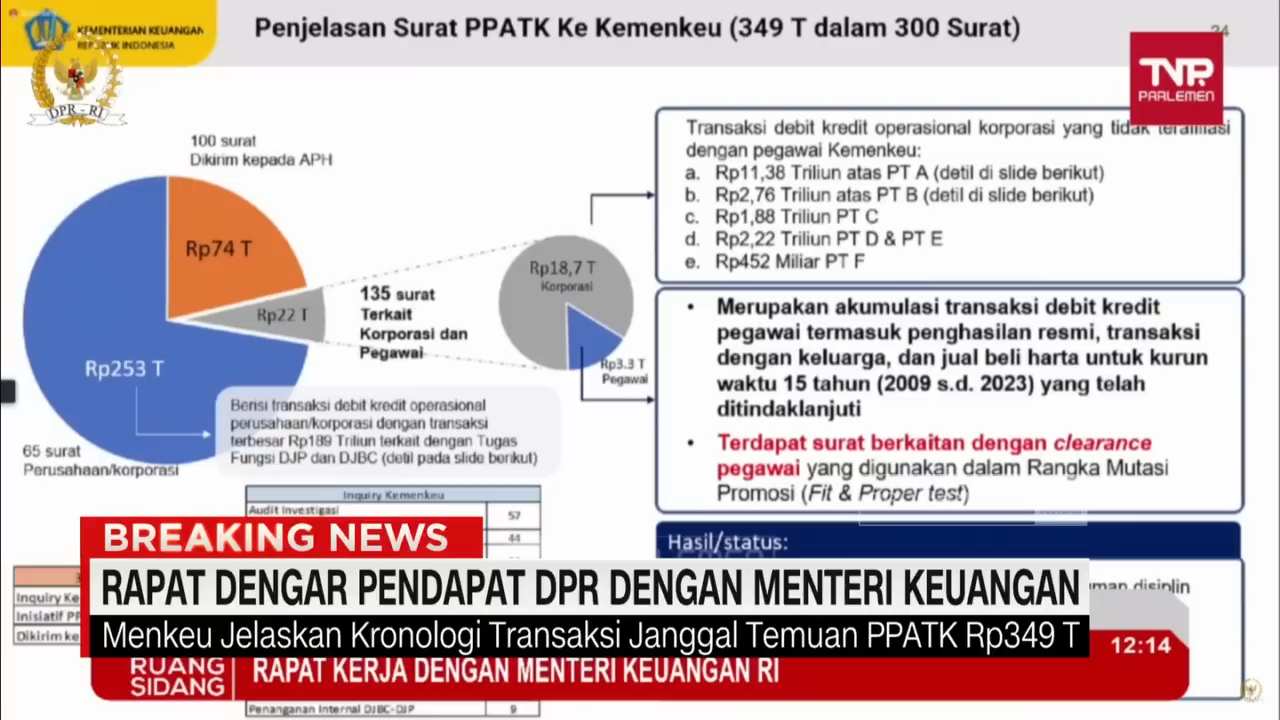 KEMENTERIAN KEUANGAN
REPUBLIK INDONESIA
DPR - RI
Penjelasan Surat PPATK Ke Kemenkeu (349 T dalam 300 Surat)
24
TVR
PARLEMEN
100 surat
Dikirim kepada APH
Rp74 T
Rp22 T
Rp253 T
135 surat
Terkait
Korporasi dan
Pegawai
Rp18,7 T
Korporasi
Rp3.3 T
Pegawai
65 surat
Perusahaan/korporasi
Berisi transaksi debit kredit operasional
perusahaan/korporasi dengan transaksi
terbesar Rp189 Triliun terkait dengan Tugas
Fungsi DJP dan DJBC (detil pada slide berikut)
Transaksi debit kredit operasional korporasi yang tidak terafiliasi
dengan pegawai Kemenkeu:
a. Rp11,38 Triliun atas PT A (detil di slide berikut)
b. Rp2,76 Triliun atas PT B (detil di slide berikut)
c. Rp1,88 Triliun PT C
d. Rp2,22 Triliun PT D & PT E
e. Rp452 Miliar PT F
• Merupakan akumulasi transaksi debit kredit
pegawai termasuk penghasilan resmi, transaksi
dengan keluarga, dan jual beli harta untuk kurun
waktu 15 tahun (2009 s.d. 2023) yang telah
ditindaklanjuti
• Terdapat surat berkaitan dengan clearance
pegawai yang digunakan dalam Rangka Mutasi
Promosi (Fit & Proper test)
Inquiry Kemenkeu
Audit Investigasi 57
44
Hasil/status:
disiplin
Inquiry Ke
Inisiatif PP
Dikirim ke
BREAKING NEWS
RAPAT DENGAR PENDAPAT DPR DENGAN MENTERI KEUANGAN
Menkeu Jelaskan Kronologi Transaksi Janggal Temuan PPATK Rp349 T
12:14
RUANG
SIDANG
RAPAT KERJA DENGAN MENTERI KEUANGAN RI
Penanganan Internal DJBC-DJP 9